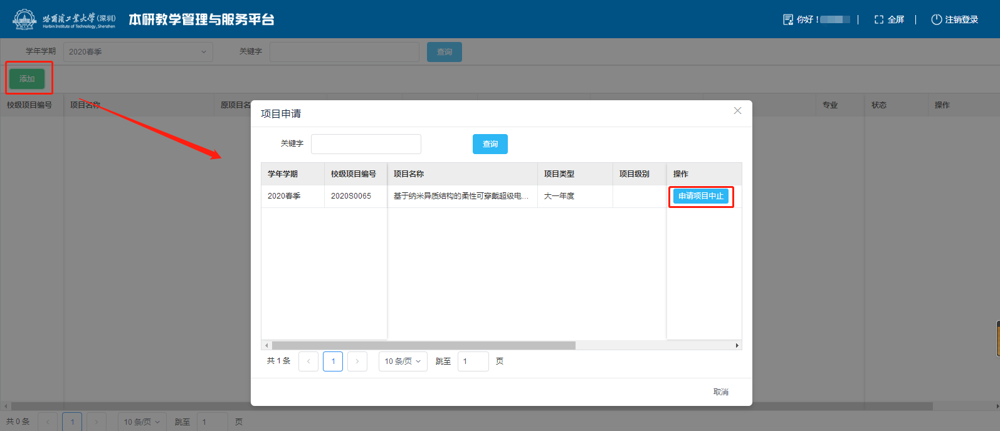 哈尔滨工业大学(深圳)
Harbin Institute of Technology, Shenzhen
本研教学管理与服务平台
你好！
全屏
注销登录
学年学期 2020春季 关键字 查询
添加
校级项目编号 项目名称 原项目名 专业 状态 操作
项目申请
关键字 查询
学年学期 校级项目编号 项目名称 项目类型 项目级别 操作
2020春季 2020S0065 基于纳米异质结构的柔性可穿戴超级电... 大一年度 申请项目中止
共 1 条 1 10 条/页 跳至 1 页
取消
共 0 条 1 10 条/页 跳至 1 页